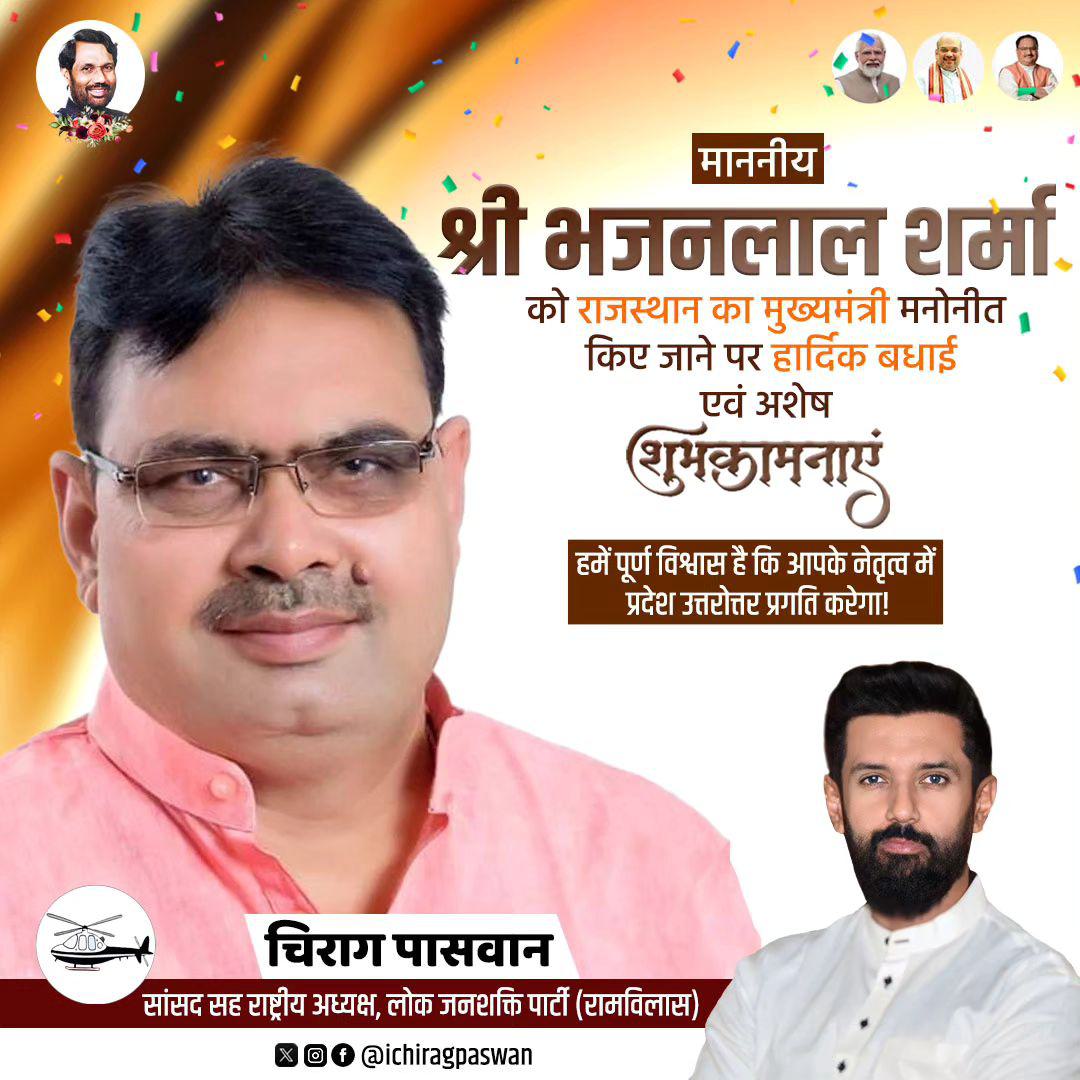 माननीय
श्री भजनलाल शर्मा
को राजस्थान का मुख्यमंत्री मनोनीत
किए जाने पर हार्दिक बधाई
एवं अशेष
शुभकामनाएं
हमें पूर्ण विश्वास है कि आपके नेतृत्व में
प्रदेश उत्तरोत्तर प्रगति करेगा!
चिराग पासवान
सांसद सह राष्ट्रीय अध्यक्ष, लोक जनशक्ति पार्टी (रामविलास)
@ichiragpaswan